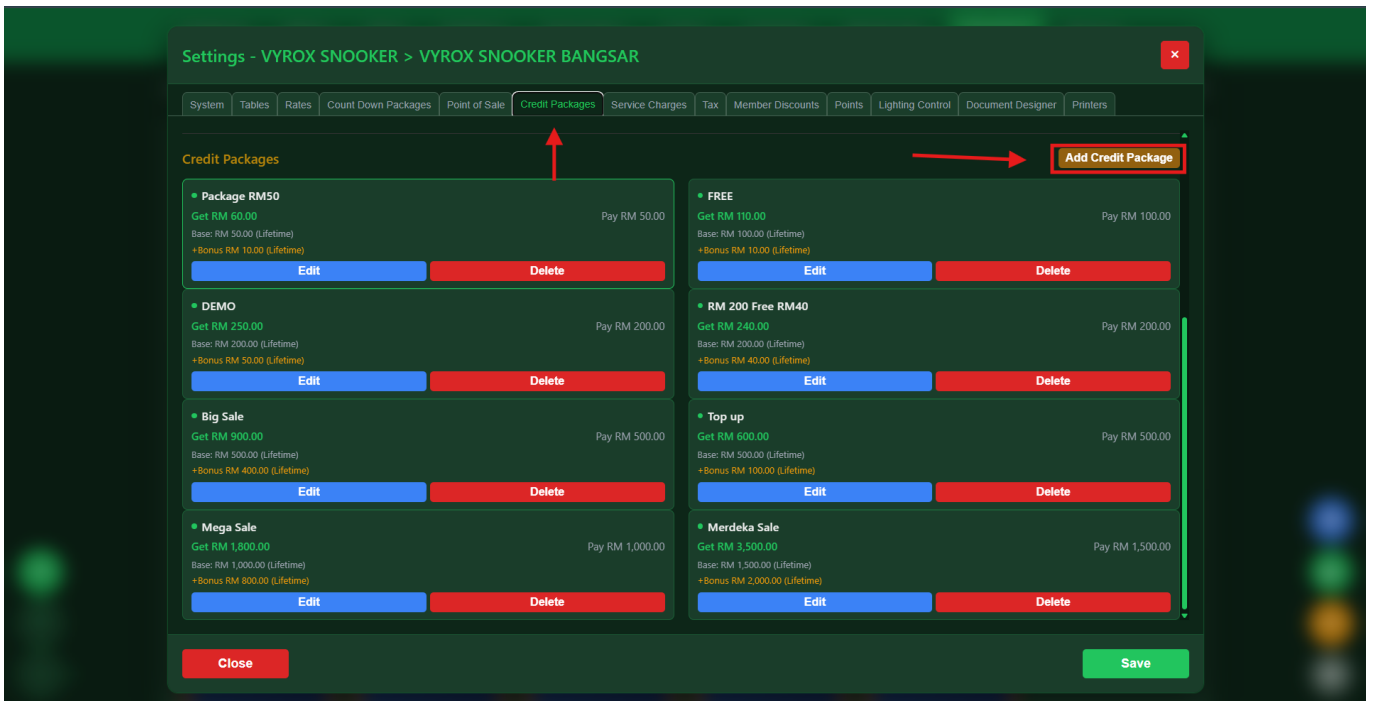 Settings - VYROX SNOOKER > VYROX SNOOKER BANGSAR
×
System Tables Rates Count Down Packages Point of Sale Credit Packages Service Charges Tax Member Discounts Points Lighting Control Document Designer Printers
Credit Packages
Add Credit Package
Package RM50
Get RM 60.00 Pay RM 50.00
Base: RM 50.00 (Lifetime)
+Bonus RM 10.00 (Lifetime)
Edit Delete
FREE
Get RM 110.00 Pay RM 100.00
Base: RM 100.00 (Lifetime)
+Bonus RM 10.00 (Lifetime)
Edit Delete
DEMO
Get RM 250.00 Pay RM 200.00
Base: RM 200.00 (Lifetime)
+Bonus RM 50.00 (Lifetime)
Edit Delete
RM 200 Free RM40
Get RM 240.00 Pay RM 200.00
Base: RM 200.00 (Lifetime)
+Bonus RM 40.00 (Lifetime)
Edit Delete
Big Sale
Get RM 900.00 Pay RM 500.00
Base: RM 500.00 (Lifetime)
+Bonus RM 400.00 (Lifetime)
Edit Delete
Top up
Get RM 600.00 Pay RM 500.00
Base: RM 500.00 (Lifetime)
+Bonus RM 100.00 (Lifetime)
Edit Delete
Mega Sale
Get RM 1,800.00 Pay RM 1,000.00
Base: RM 1,000.00 (Lifetime)
+Bonus RM 800.00 (Lifetime)
Edit Delete
Merdeka Sale
Get RM 3,500.00 Pay RM 1,500.00
Base: RM 1,500.00 (Lifetime)
+Bonus RM 2,000.00 (Lifetime)
Edit Delete
Close Save